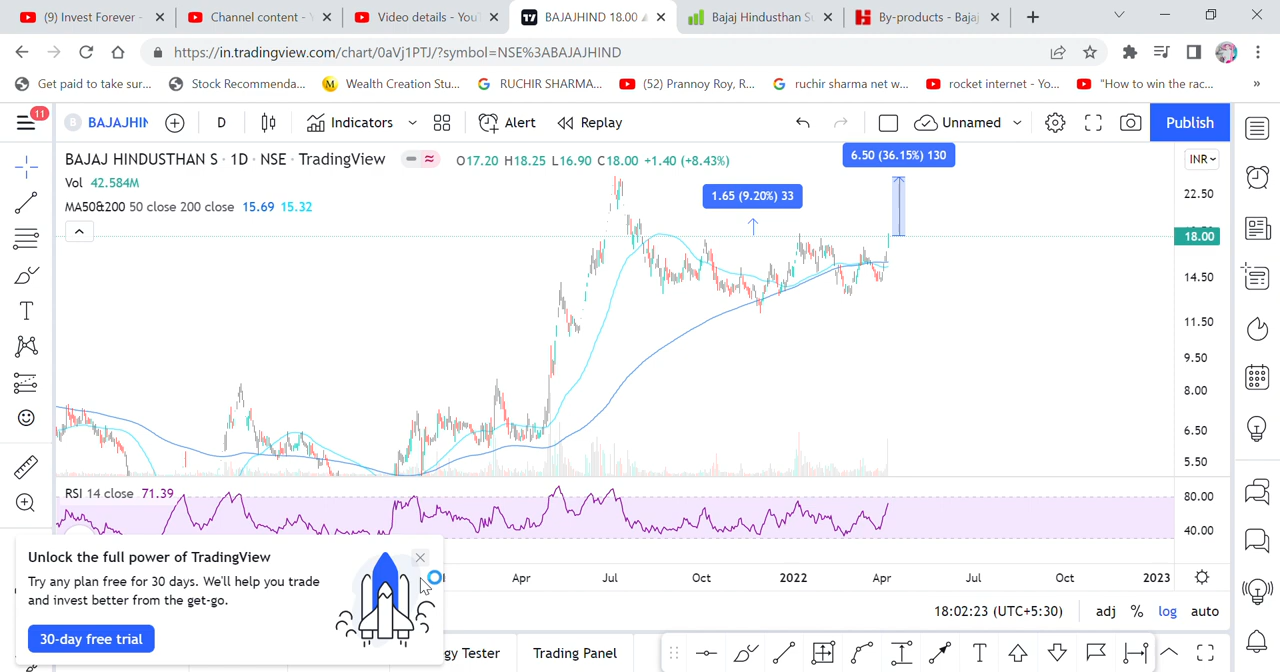 (9) Invest Forever -
Channel content -
Video details - You
BAJAJHIND 18.00
Bajaj Hindusthan S
By-products - Bajaj
https://in.tradingview.com/chart/0aVj1PTJ/?symbol=NSE%3ABAJAJHIND
Get paid to take sur...
Stock Recommenda...
Wealth Creation Stu...
RUCHIR SHARMA...
(52) Prannoy Roy, R...
ruchir sharma net w...
rocket internet - Yo...
"How to win the rac...
»
11
B
BAJAJHIN
D
Indicators
Alert
Replay
Unnamed
Publish
BAJAJ HINDUSTHAN S · 1D · NSE · TradingView
O17.20 H18.25 L16.90 C18.00 +1.40 (+8.43%)
Vol 42.584M
MA50&200 50 close 200 close 15.69 15.32
1.65 (9.20%) 33
6.50 (36.15%) 130
INR
22.50
18.00
14.50
11.50
9.50
8.00
6.50
5.50
RSI 14 close 71.39
80.00
40.00
Apr
Jul
Oct
2022
Apr
Jul
Oct
2023
Unlock the full power of TradingView
Try any plan free for 30 days. We'll help you trade
and invest better from the get-go.
30-day free trial
18:02:23 (UTC+5:30)
adj
%
log
auto
gy Tester
Trading Panel